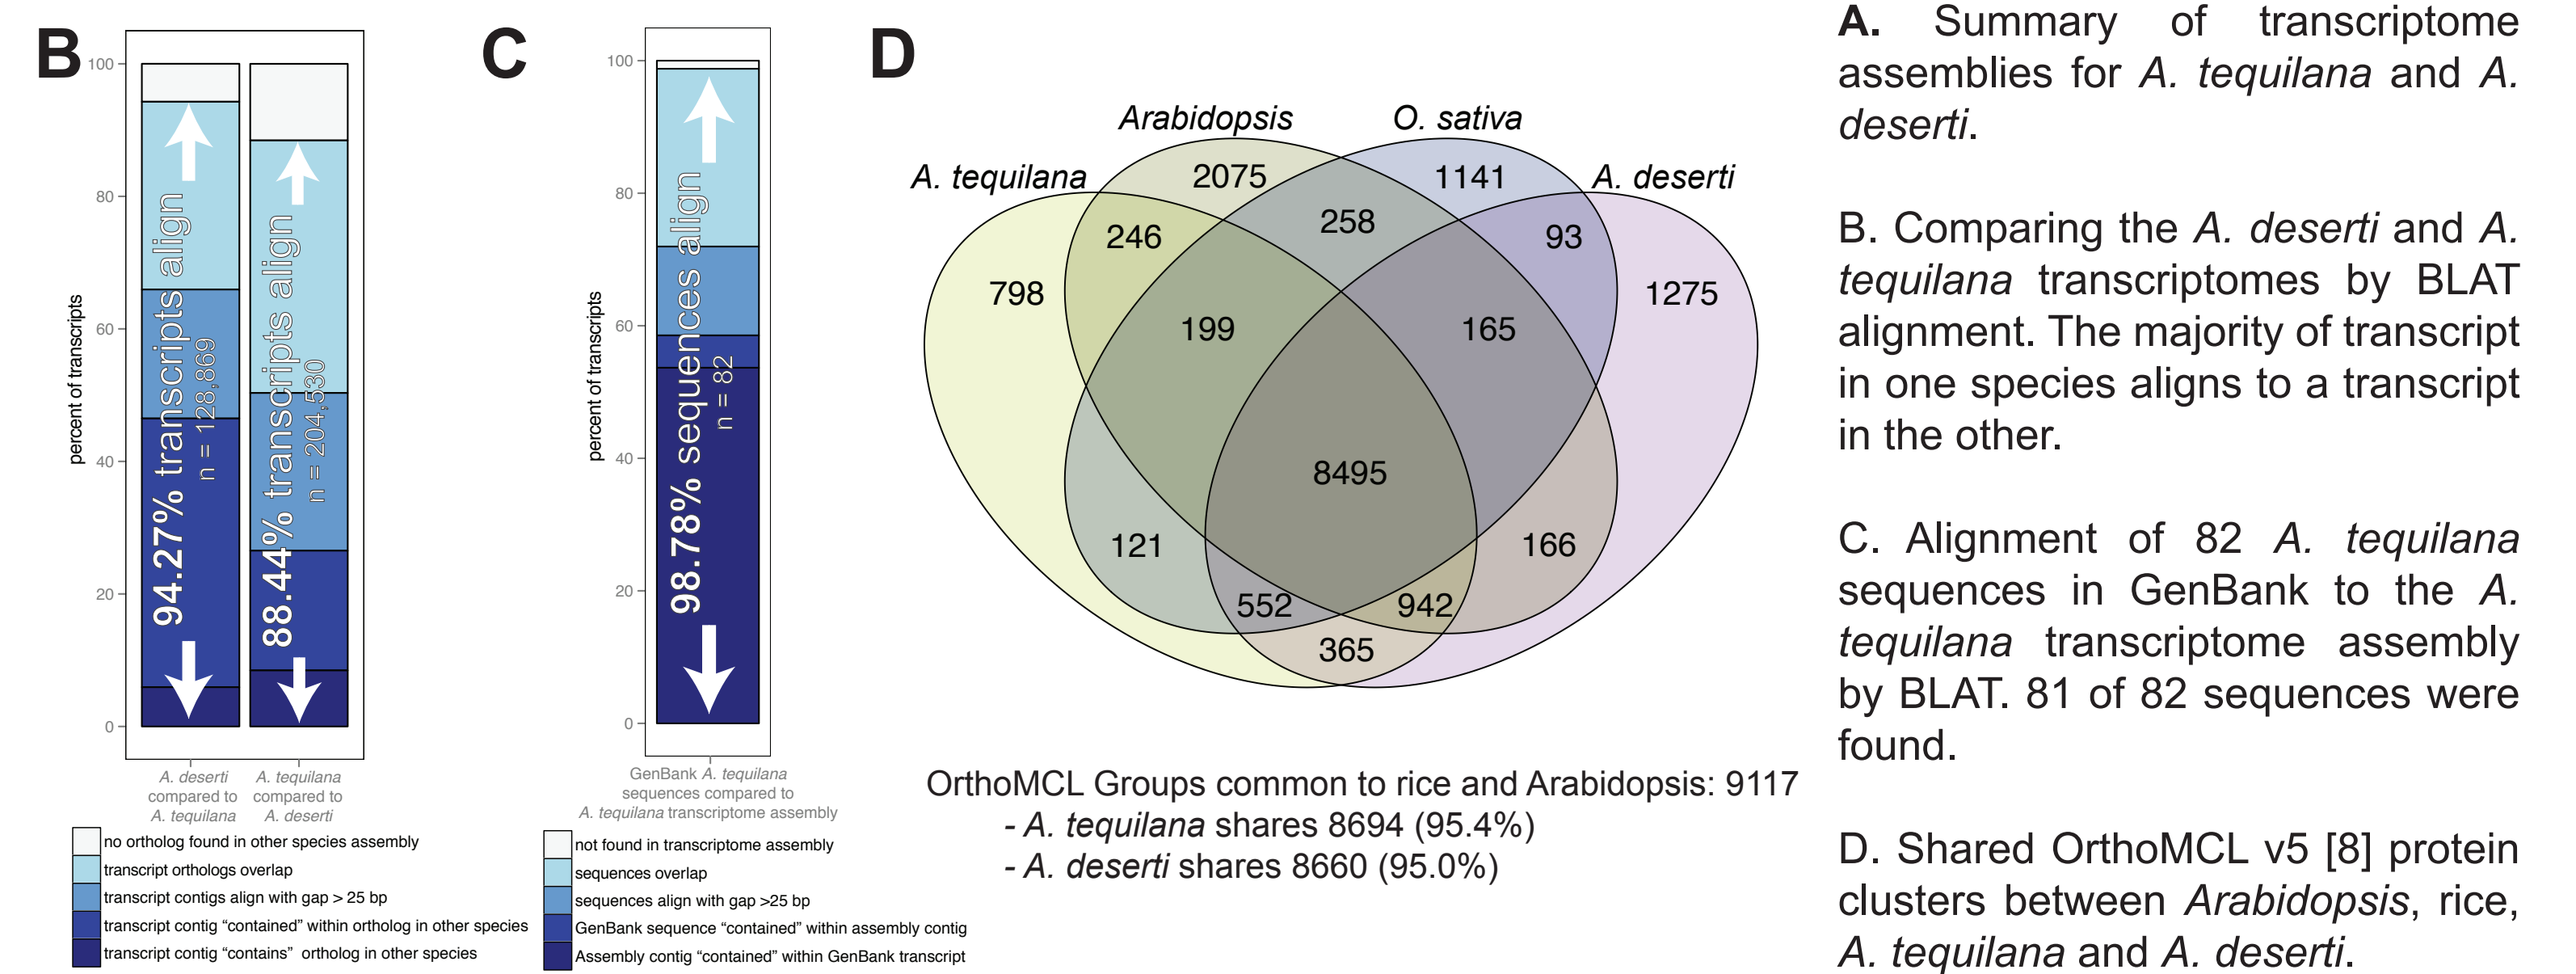 B
100
80
60
40
20
0
percent of transcripts
94.27% transcripts align
n = 128,869
88.44% transcripts align
n = 204,530
A. deserti
compared to
A. tequilana
A. tequilana
compared to
A. deserti
no ortholog found in other species assembly
transcript orthologs overlap
transcript contigs align with gap > 25 bp
transcript contig “contained” within ortholog in other species
transcript contig “contains” ortholog in other species
C
100
80
60
40
20
0
percent of transcripts
98.78% sequences align
n = 82
GenBank A. tequilana
sequences compared to
A. tequilana transcriptome assembly
not found in transcriptome assembly
sequences overlap
sequences align with gap >25 bp
GenBank sequence “contained” within assembly contig
Assembly contig “contained” within GenBank transcript
D
Arabidopsis
O. sativa
A. tequilana
A. deserti
2075
1141
246
258
93
798
1275
199
165
8495
121
166
552
942
365
OrthoMCL Groups common to rice and Arabidopsis: 9117
- A. tequilana shares 8694 (95.4%)
- A. deserti shares 8660 (95.0%)
A. Summary of transcriptome
assemblies for A. tequilana and A.
deserti.
B. Comparing the A. deserti and A.
tequilana transcriptomes by BLAT
alignment. The majority of transcript
in one species aligns to a transcript
in the other.
C. Alignment of 82 A. tequilana
sequences in GenBank to the A.
tequilana transcriptome assembly
by BLAT. 81 of 82 sequences were
found.
D. Shared OrthoMCL v5 [8] protein
clusters between Arabidopsis, rice,
A. tequilana and A. deserti.